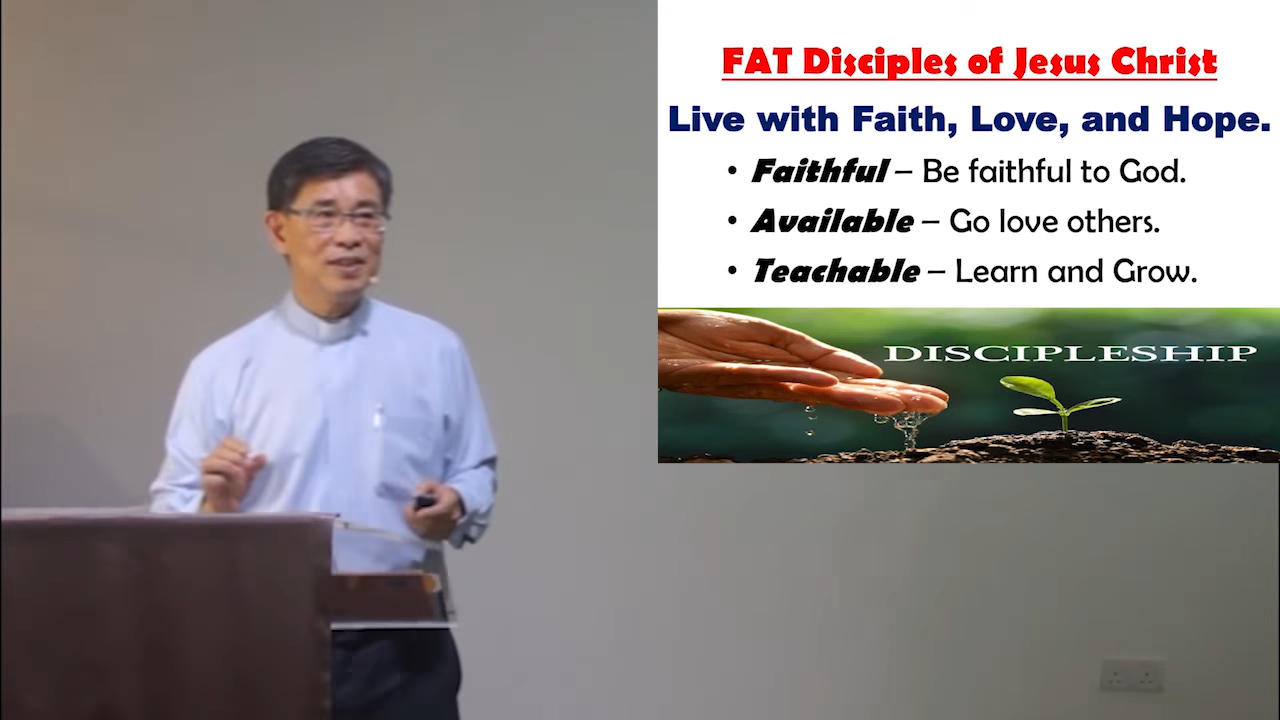 FAT Disciples of Jesus Christ
Live with Faith, Love, and Hope.
• Faithful – Be faithful to God.
• Available – Go love others.
• Teachable – Learn and Grow.
DISCIPLESHIP